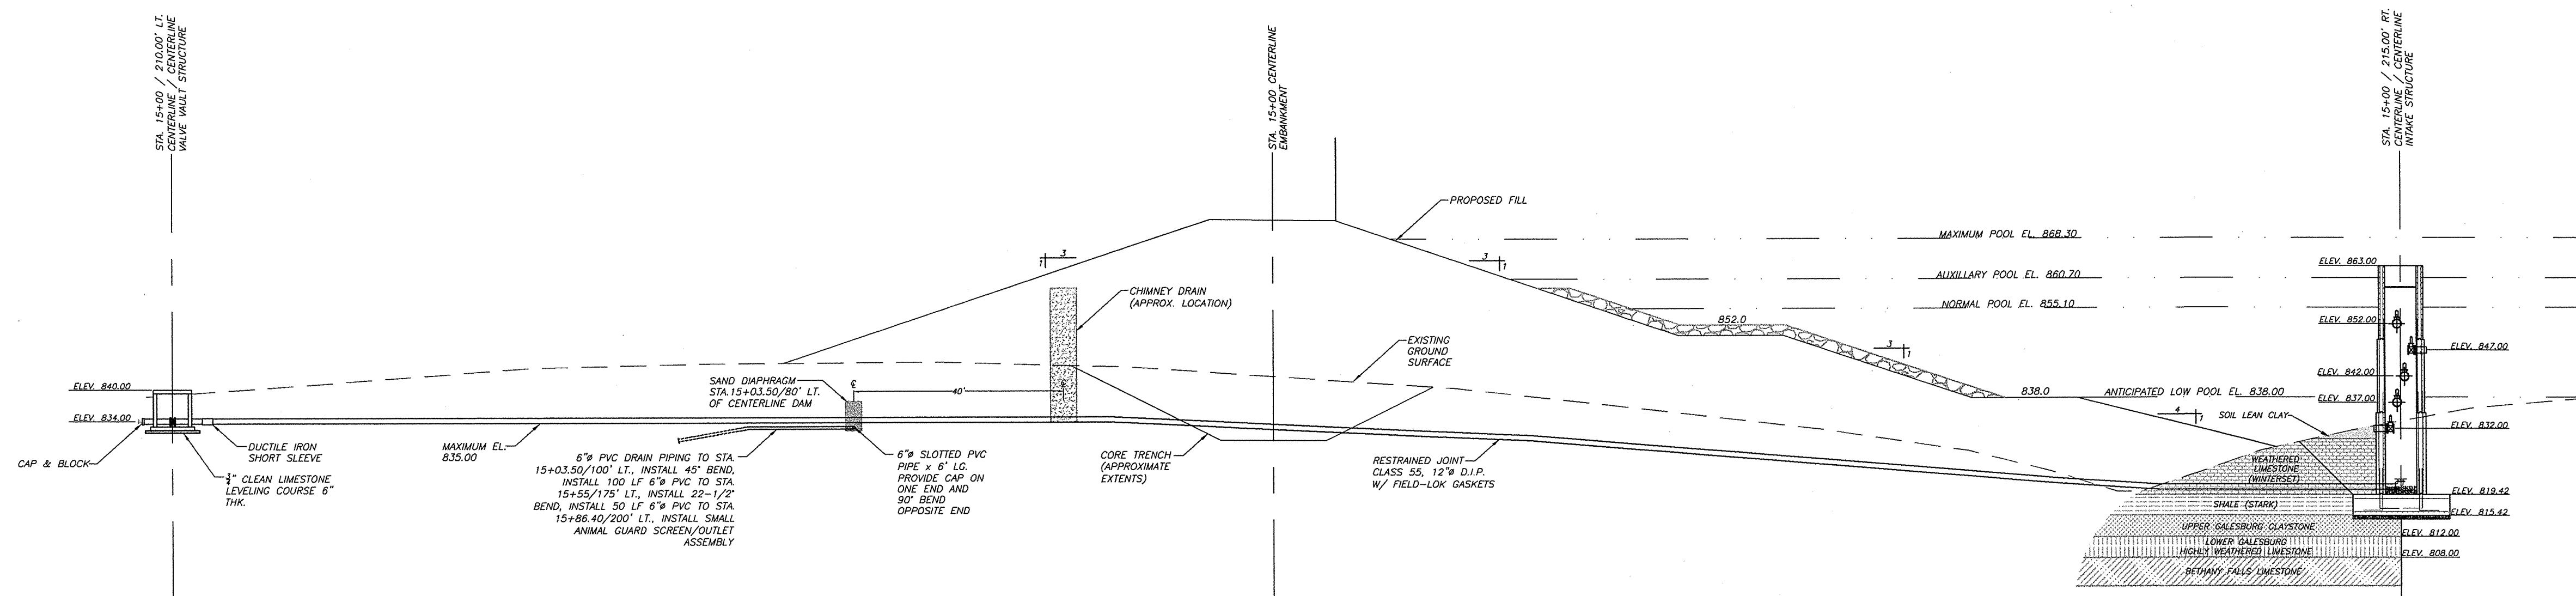 STA. 15+00 / 210.00' LT.
CENTERLINE / CENTERLINE
VALVE VAULT STRUCTURE
STA. 15+00 CENTERLINE
EMBANKMENT
STA. 15+00 / 215.00' RT.
CENTERLINE / CENTERLINE
INTAKE STRUCTURE
PROPOSED FILL
MAXIMUM POOL EL. 868.30
AUXILLARY POOL EL. 860.70
NORMAL POOL EL. 855.10
3
1
3
1
3
1
4
1
CHIMNEY DRAIN
(APPROX. LOCATION)
852.0
EXISTING
GROUND
SURFACE
838.0
ANTICIPATED LOW POOL EL. 838.00
SOIL LEAN CLAY
ELEV. 863.00
ELEV. 852.00
ELEV. 847.00
ELEV. 842.00
ELEV. 837.00
ELEV. 832.00
ELEV. 840.00
ELEV. 834.00
CAP & BLOCK
DUCTILE IRON
SHORT SLEEVE
3/4" CLEAN LIMESTONE
LEVELING COURSE 6"
THK.
MAXIMUM EL.
835.00
SAND DIAPHRAGM
STA.15+03.50/80' LT.
OF CENTERLINE DAM
℄
40'
℄
6"ø PVC DRAIN PIPING TO STA.
15+03.50/100' LT., INSTALL 45° BEND,
INSTALL 100 LF 6"ø PVC TO STA.
15+55/175' LT., INSTALL 22-1/2°
BEND, INSTALL 50 LF 6"ø PVC TO STA.
15+86.40/200' LT., INSTALL SMALL
ANIMAL GUARD SCREEN/OUTLET
ASSEMBLY
6"ø SLOTTED PVC
PIPE x 6' LG.
PROVIDE CAP ON
ONE END AND
90° BEND
OPPOSITE END
CORE TRENCH
(APPROXIMATE
EXTENTS)
RESTRAINED JOINT
CLASS 55, 12"ø D.I.P.
W/ FIELD-LOK GASKETS
WEATHERED
LIMESTONE
(WINTERSET)
SHALE (STARK)
UPPER GALESBURG CLAYSTONE
LOWER GALESBURG
HIGHLY WEATHERED LIMESTONE
BETHANY FALLS LIMESTONE
ELEV. 819.42
ELEV. 815.42
ELEV. 812.00
ELEV. 808.00